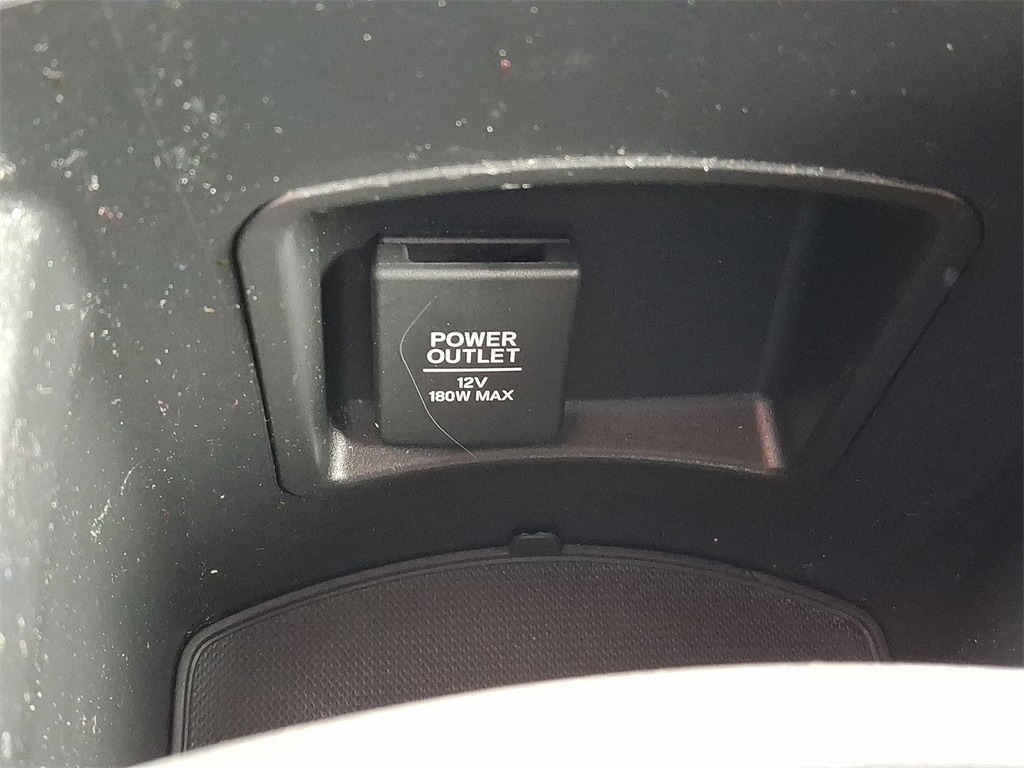 POWER
OUTLET
12V
180W MAX